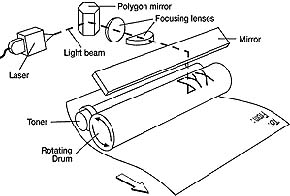 Polygon mirror
Focusing lenses
Light beam
Mirror
Laser
Toner
Rotating
Drum